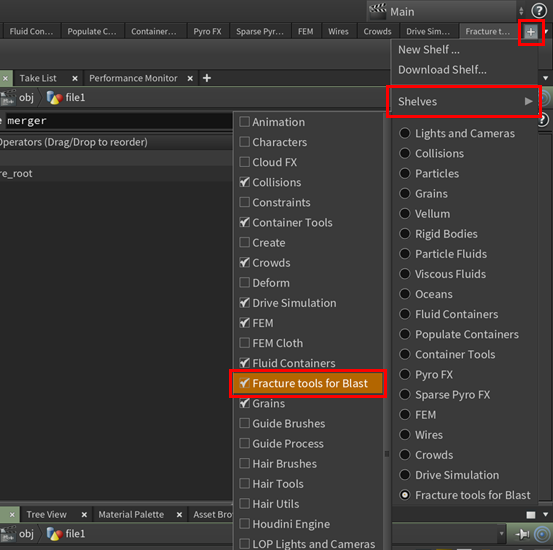 Main
Fluid Con... Populate C... Container... Pyro FX Sparse Pyr... FEM Wires Crowds Drive Sim... Fracture t...
New Shelf ...
Download Shelf...
Take List Performance Monitor
Shelves
obj file1
merger
Operators (Drag/Drop to reorder)
re_root
Animation
Characters
Cloud FX
Collisions
Constraints
Container Tools
Create
Crowds
Deform
Drive Simulation
FEM
FEM Cloth
Fluid Containers
Fracture tools for Blast
Grains
Guide Brushes
Guide Process
Hair Brushes
Hair Tools
Hair Utils
Houdini Engine
LOP Lights and Cameras
Lights and Cameras
Collisions
Particles
Grains
Vellum
Rigid Bodies
Particle Fluids
Viscous Fluids
Oceans
Fluid Containers
Populate Containers
Container Tools
Pyro FX
Sparse Pyro FX
FEM
Wires
Crowds
Drive Simulation
Fracture tools for Blast
Tree View Material Palette Asset Brow
obj file1